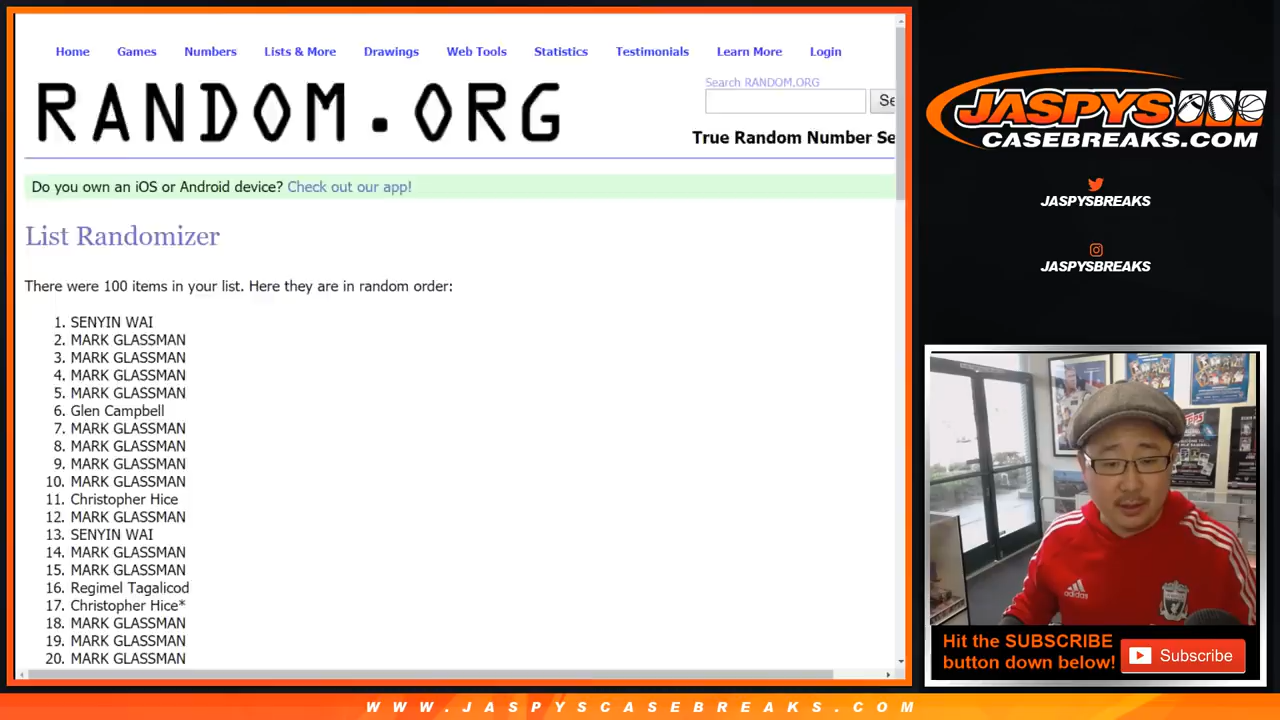 Home Games Numbers Lists & More Drawings Web Tools Statistics Testimonials Learn More Login
RANDOM.ORG
Search RANDOM.ORG
Se
True Random Number Se
Do you own an iOS or Android device? Check out our app!
List Randomizer
There were 100 items in your list. Here they are in random order:
1. SENYIN WAI
2. MARK GLASSMAN
3. MARK GLASSMAN
4. MARK GLASSMAN
5. MARK GLASSMAN
6. Glen Campbell
7. MARK GLASSMAN
8. MARK GLASSMAN
9. MARK GLASSMAN
10. MARK GLASSMAN
11. Christopher Hice
12. MARK GLASSMAN
13. SENYIN WAI
14. MARK GLASSMAN
15. MARK GLASSMAN
16. Regimel Tagalicod
17. Christopher Hice*
18. MARK GLASSMAN
19. MARK GLASSMAN
20. MARK GLASSMAN
JASPYS
CASEBREAKS.COM
JASPYSBREAKS
JASPYSBREAKS
adidas
Hit the SUBSCRIBE
button down below!
Subscribe
WWW.JASPYSCASEBREAKS.COM